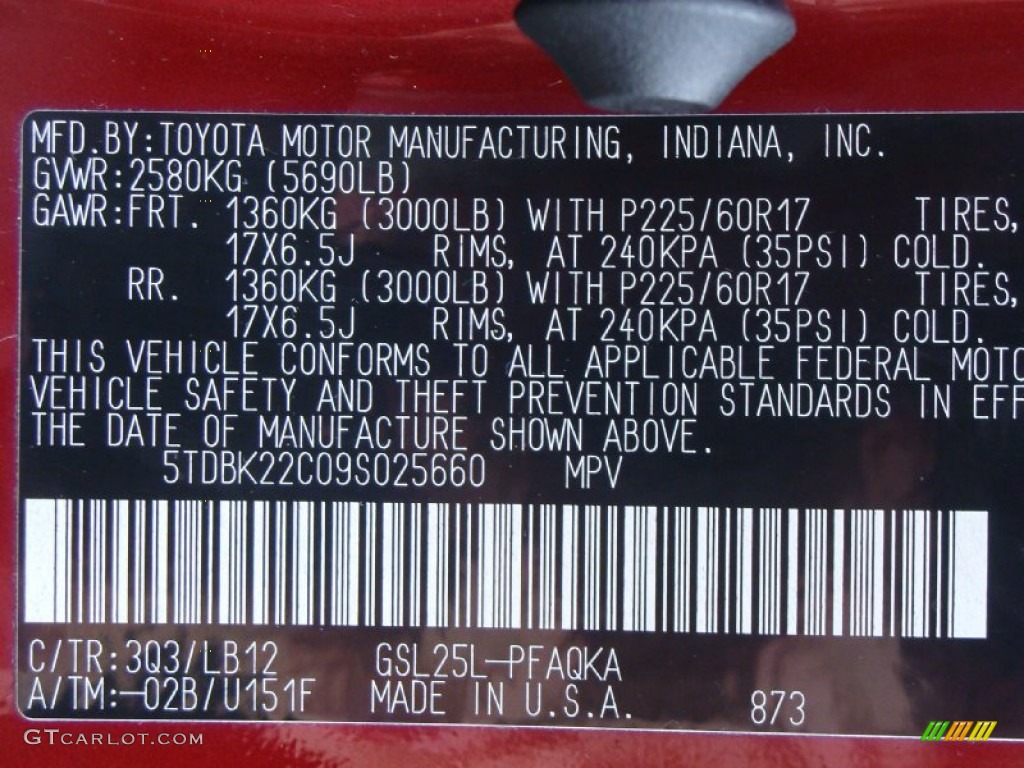 MFD.BY:TOYOTA MOTOR MANUFACTURING, INDIANA, INC.
GVWR:2580KG (5690LB)
GAWR:FRT. 1360KG (3000LB) WITH P225/60R17 TIRES,
17X6.5J RIMS, AT 240KPA (35PSI) COLD.
RR. 1360KG (3000LB) WITH P225/60R17 TIRES,
17X6.5J RIMS, AT 240KPA (35PSI) COLD.
THIS VEHICLE CONFORMS TO ALL APPLICABLE FEDERAL MOTO
VEHICLE SAFETY AND THEFT PREVENTION STANDARDS IN EFF
THE DATE OF MANUFACTURE SHOWN ABOVE.
5TDBK22C09S025660 MPV
C/TR:3Q3/LB12 GSL25L-PFAQKA
A/TM:-02B/U151F MADE IN U.S.A. 873
GTCARLOT.COM